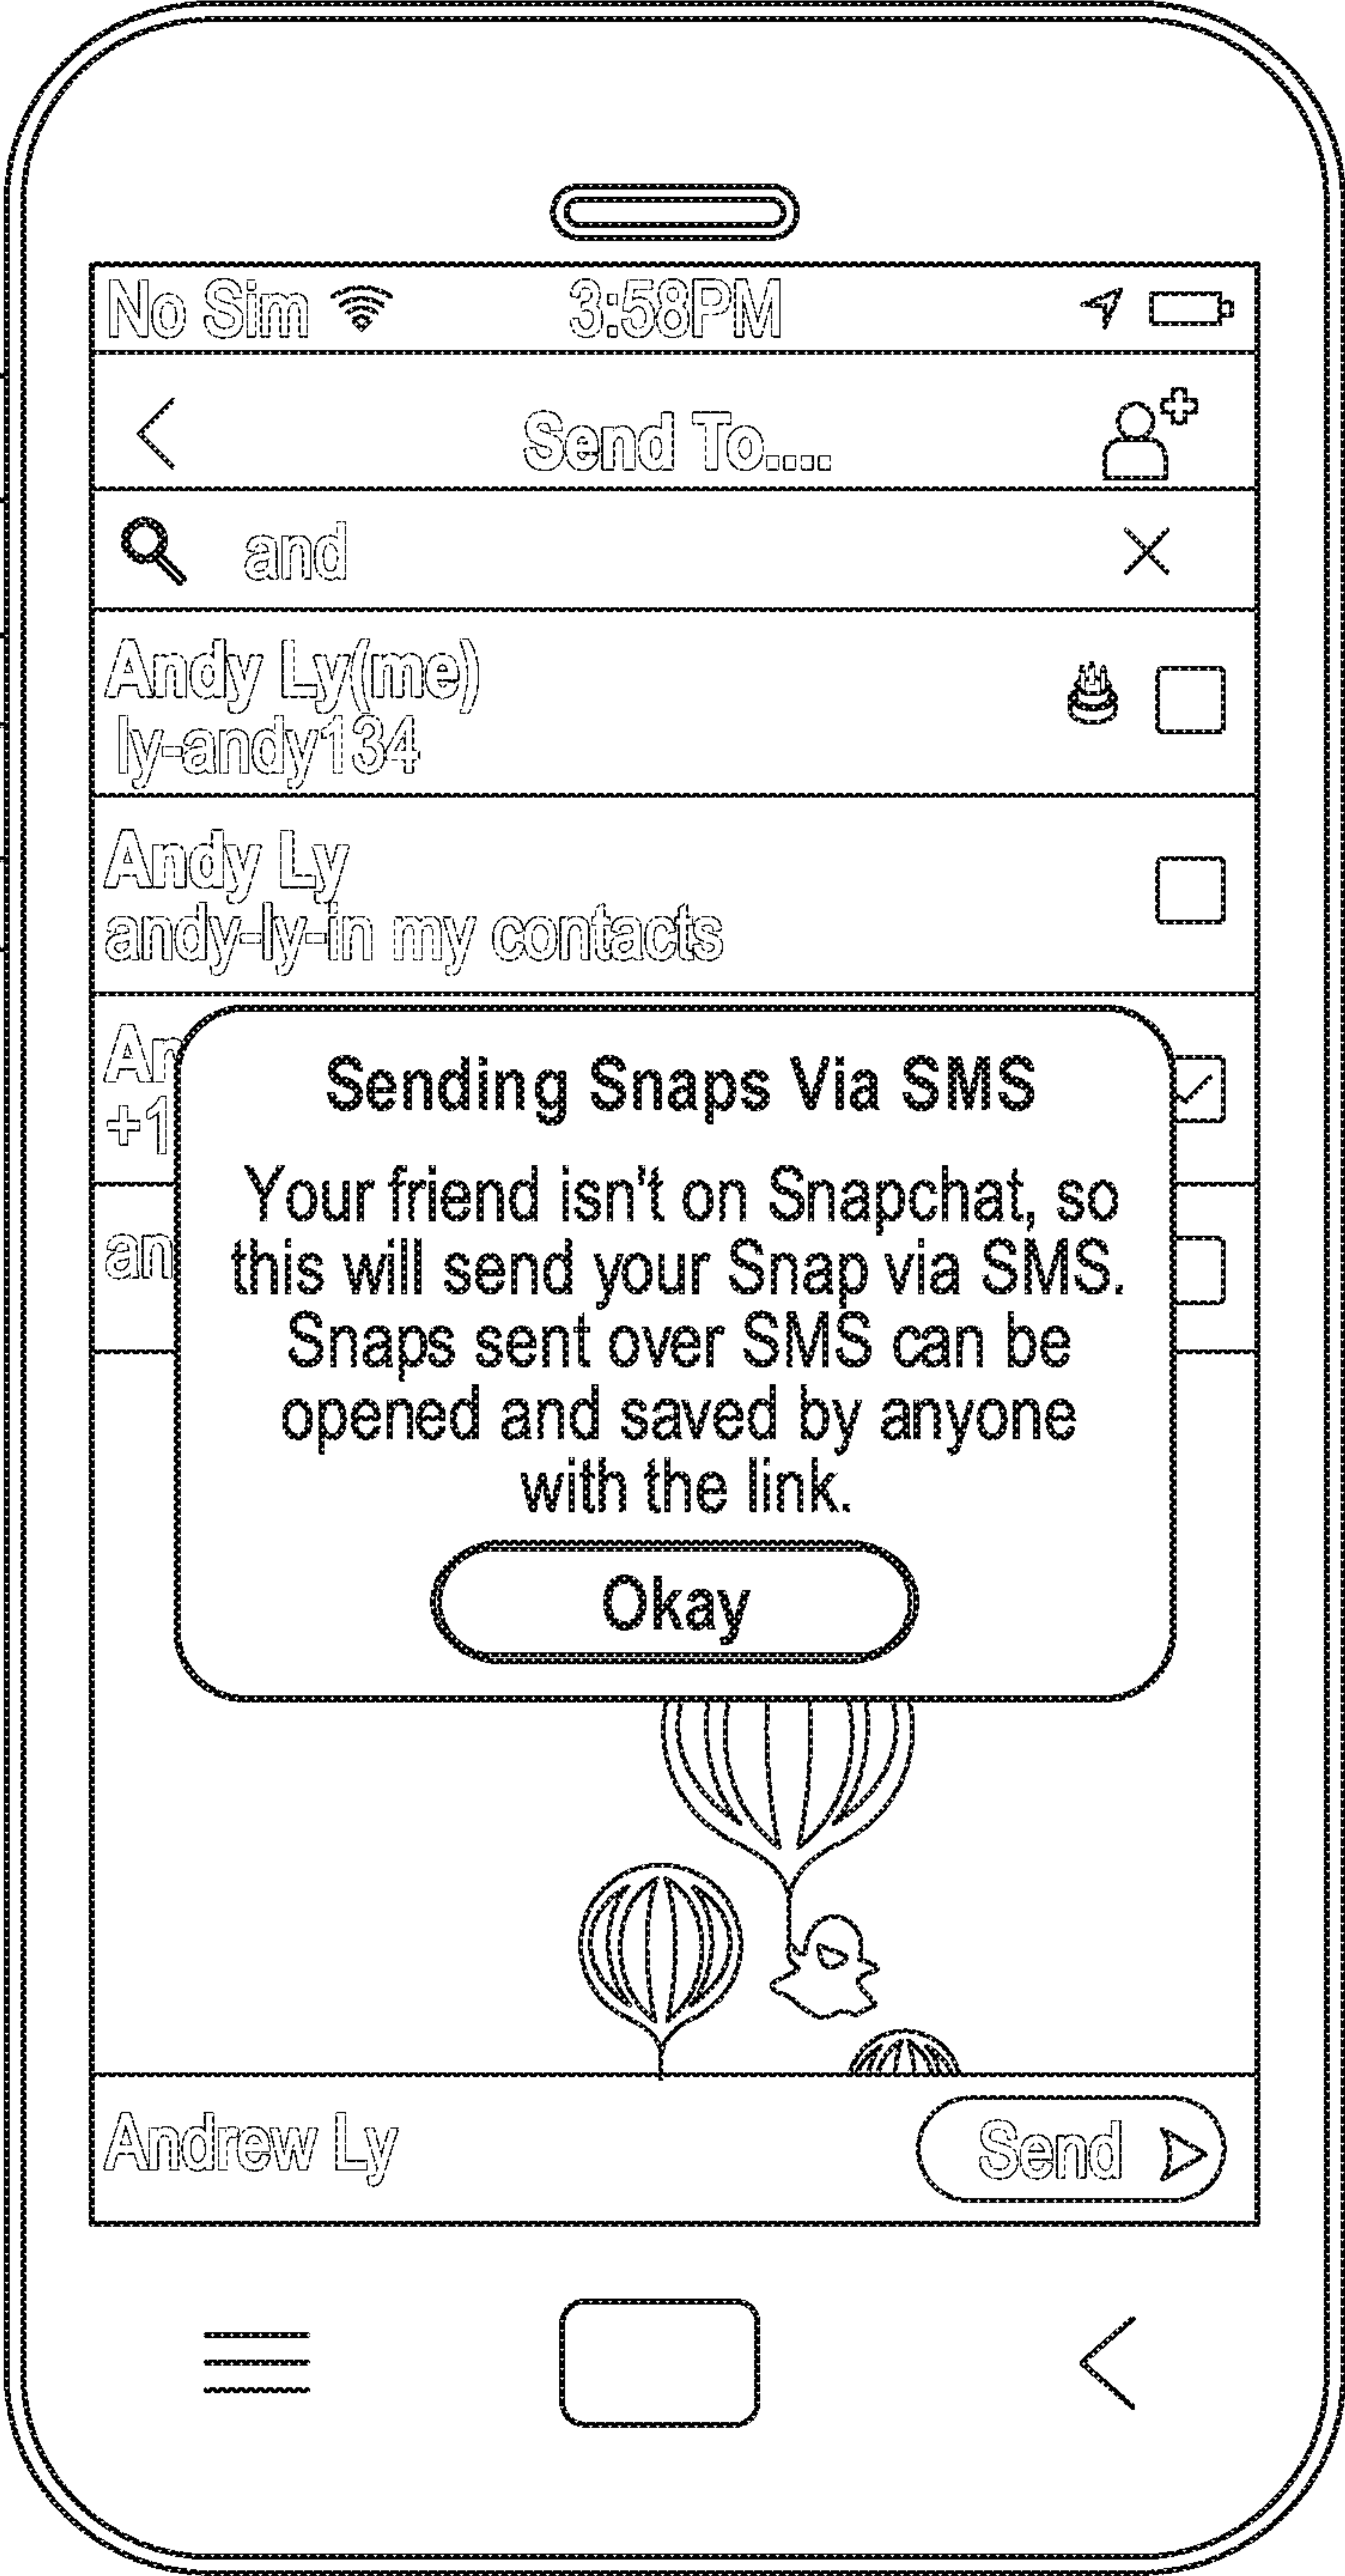 No Sim 3:58PM
Send To....
and
Andy Ly(me)
ly-andy134
Andy Ly
andy-ly-in my contacts
+1
an
Sending Snaps Via SMS
Your friend isn't on Snapchat, so
this will send your Snap via SMS.
Snaps sent over SMS can be
opened and saved by anyone
with the link.
Okay
Andrew Ly
Send